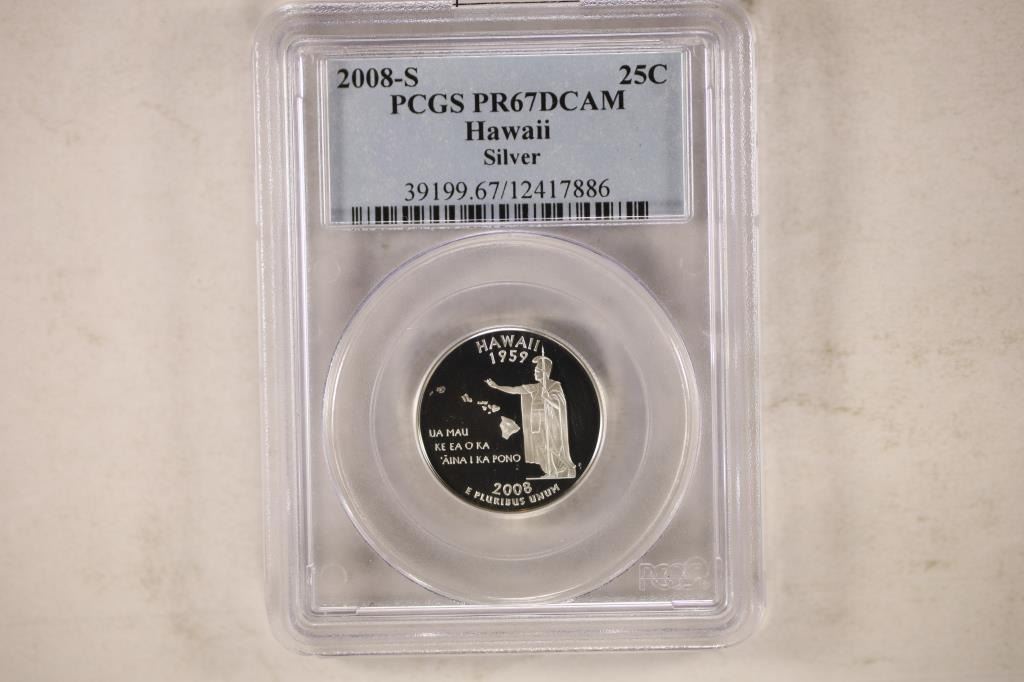 2008-S 25C
PCGS PR67DCAM
Hawaii
Silver
39199.67/12417886
HAWAII
1959
UA MAU
KE EA O KA
ʻĀINA I KA PONO
2008
E PLURIBUS UNUM
PCGS